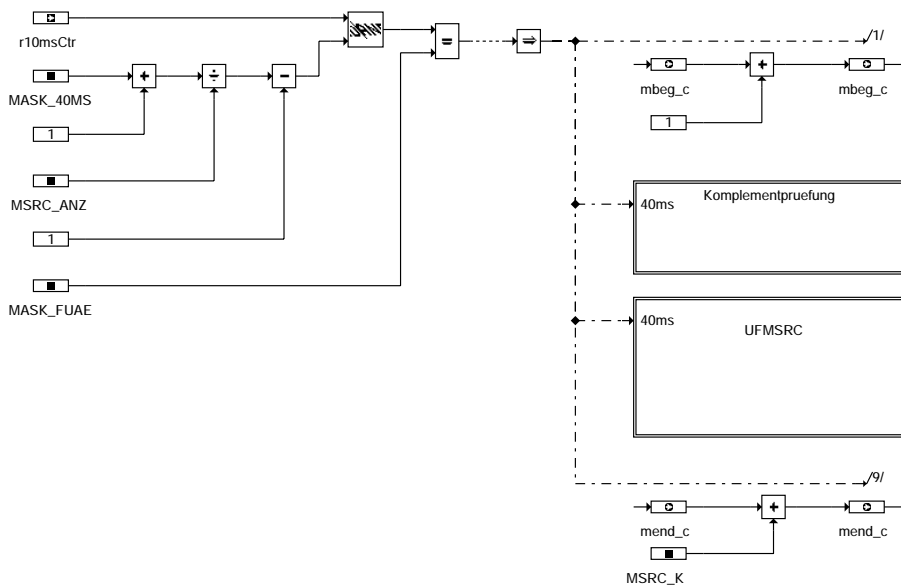 r10msCtr
=
/1/
MASK_40MS
+
÷
-
mbeg_c
+
mbeg_c
1
1
MSRC_ANZ
40ms
Komplementpruefung
1
MASK_FUAE
40ms
UFMSRC
/9/
mend_c
+
mend_c
MSRC_K